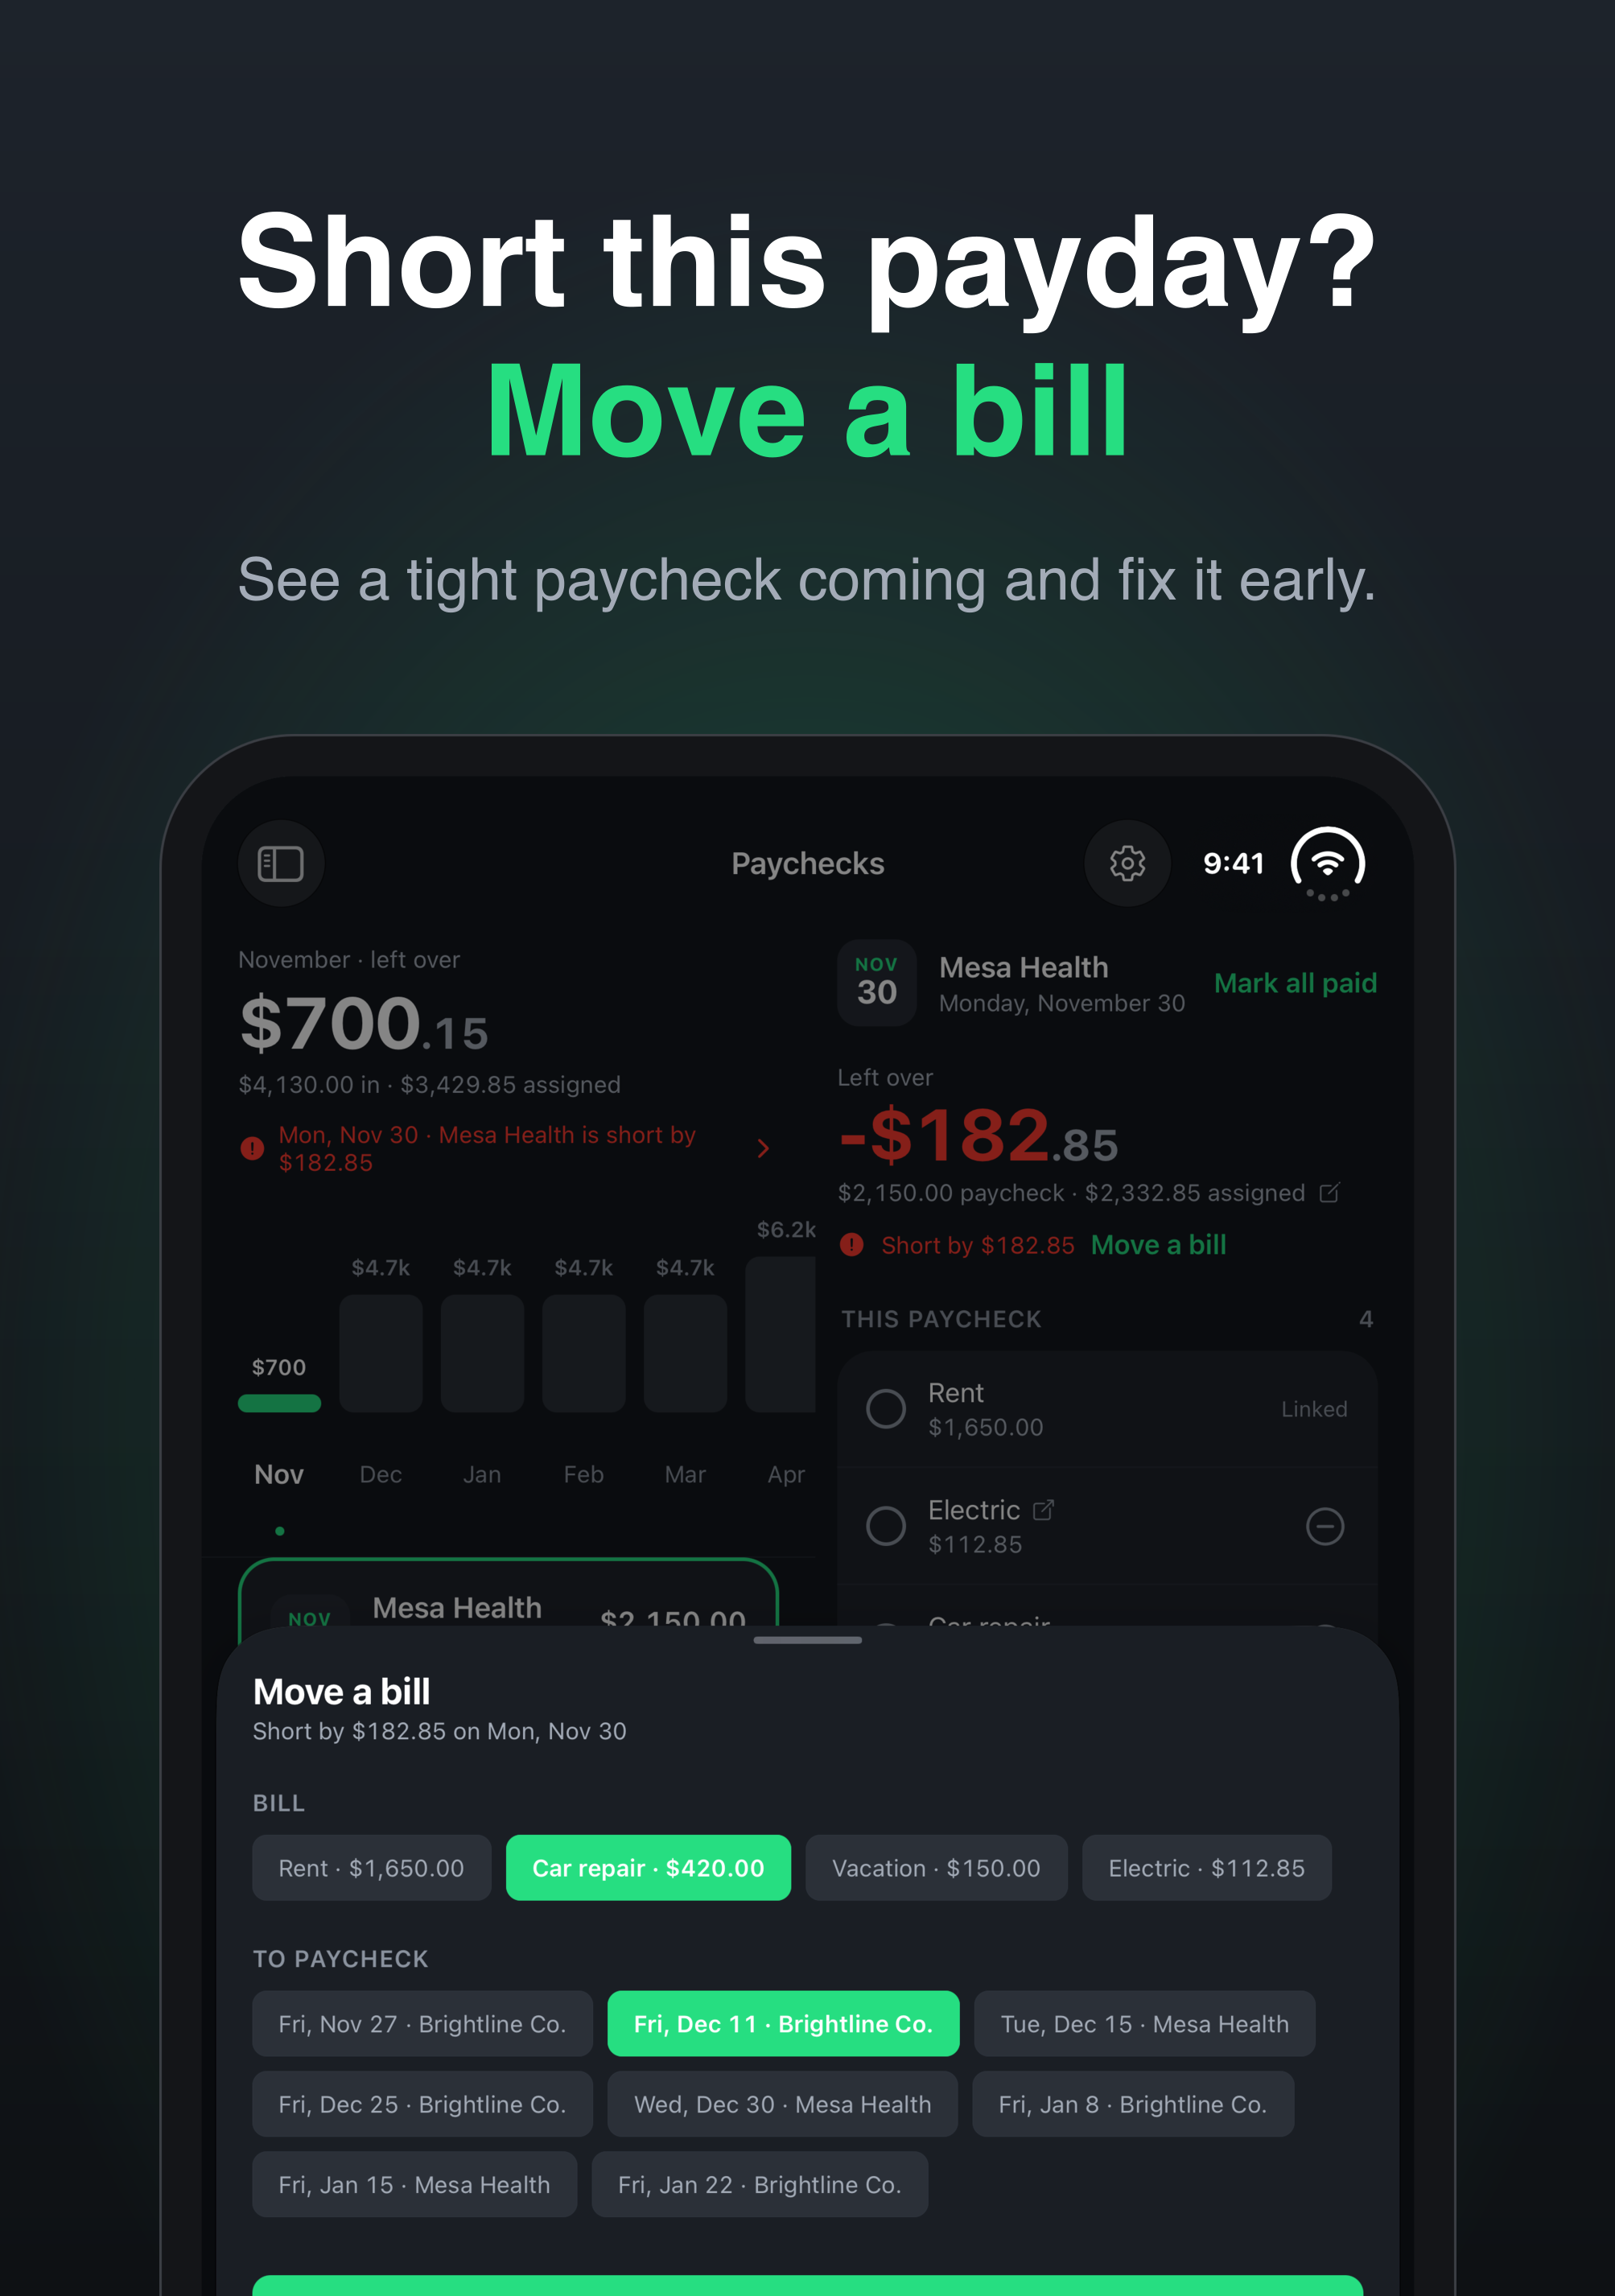 Short this payday?
Move a bill
See a tight paycheck coming and fix it early.
Paychecks
9:41
November · left over
$700.15
$4,130.00 in · $3,429.85 assigned
Mon, Nov 30 · Mesa Health is short by
$182.85
$700
$4.7k
$4.7k
$4.7k
$4.7k
$6.2k
Nov
Dec
Jan
Feb
Mar
Apr
NOV
Mesa Health
$2,150.00
NOV
30
Mesa Health
Monday, November 30
Mark all paid
Left over
-$182.85
$2,150.00 paycheck · $2,332.85 assigned
Short by $182.85 Move a bill
THIS PAYCHECK 4
Rent
$1,650.00
Linked
Electric
$112.85
Car repair
Move a bill
Short by $182.85 on Mon, Nov 30
BILL
Rent · $1,650.00
Car repair · $420.00
Vacation · $150.00
Electric · $112.85
TO PAYCHECK
Fri, Nov 27 · Brightline Co.
Fri, Dec 11 · Brightline Co.
Tue, Dec 15 · Mesa Health
Fri, Dec 25 · Brightline Co.
Wed, Dec 30 · Mesa Health
Fri, Jan 8 · Brightline Co.
Fri, Jan 15 · Mesa Health
Fri, Jan 22 · Brightline Co.